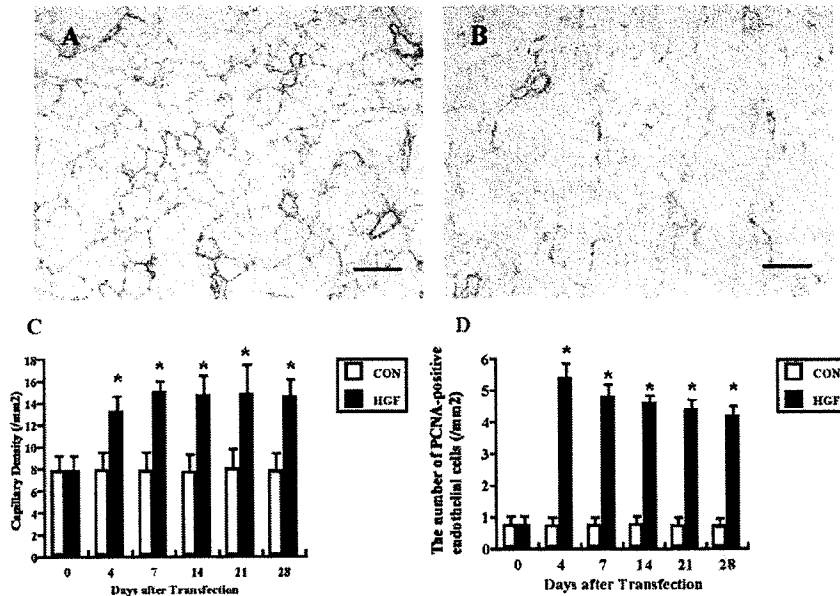 A
B
C
18
16
14
12
10
8
6
4
2
0
Capillary Density (/mm2)
* * * * *
0 4 7 14 21 28
Days after Transfection
CON
HGF
D
6
5
4
3
2
1
0
The number of PCNA-positive
endothelial cells (/mm2)
* * * * *
0 4 7 14 21 28
Days after Transfection
CON
HGF